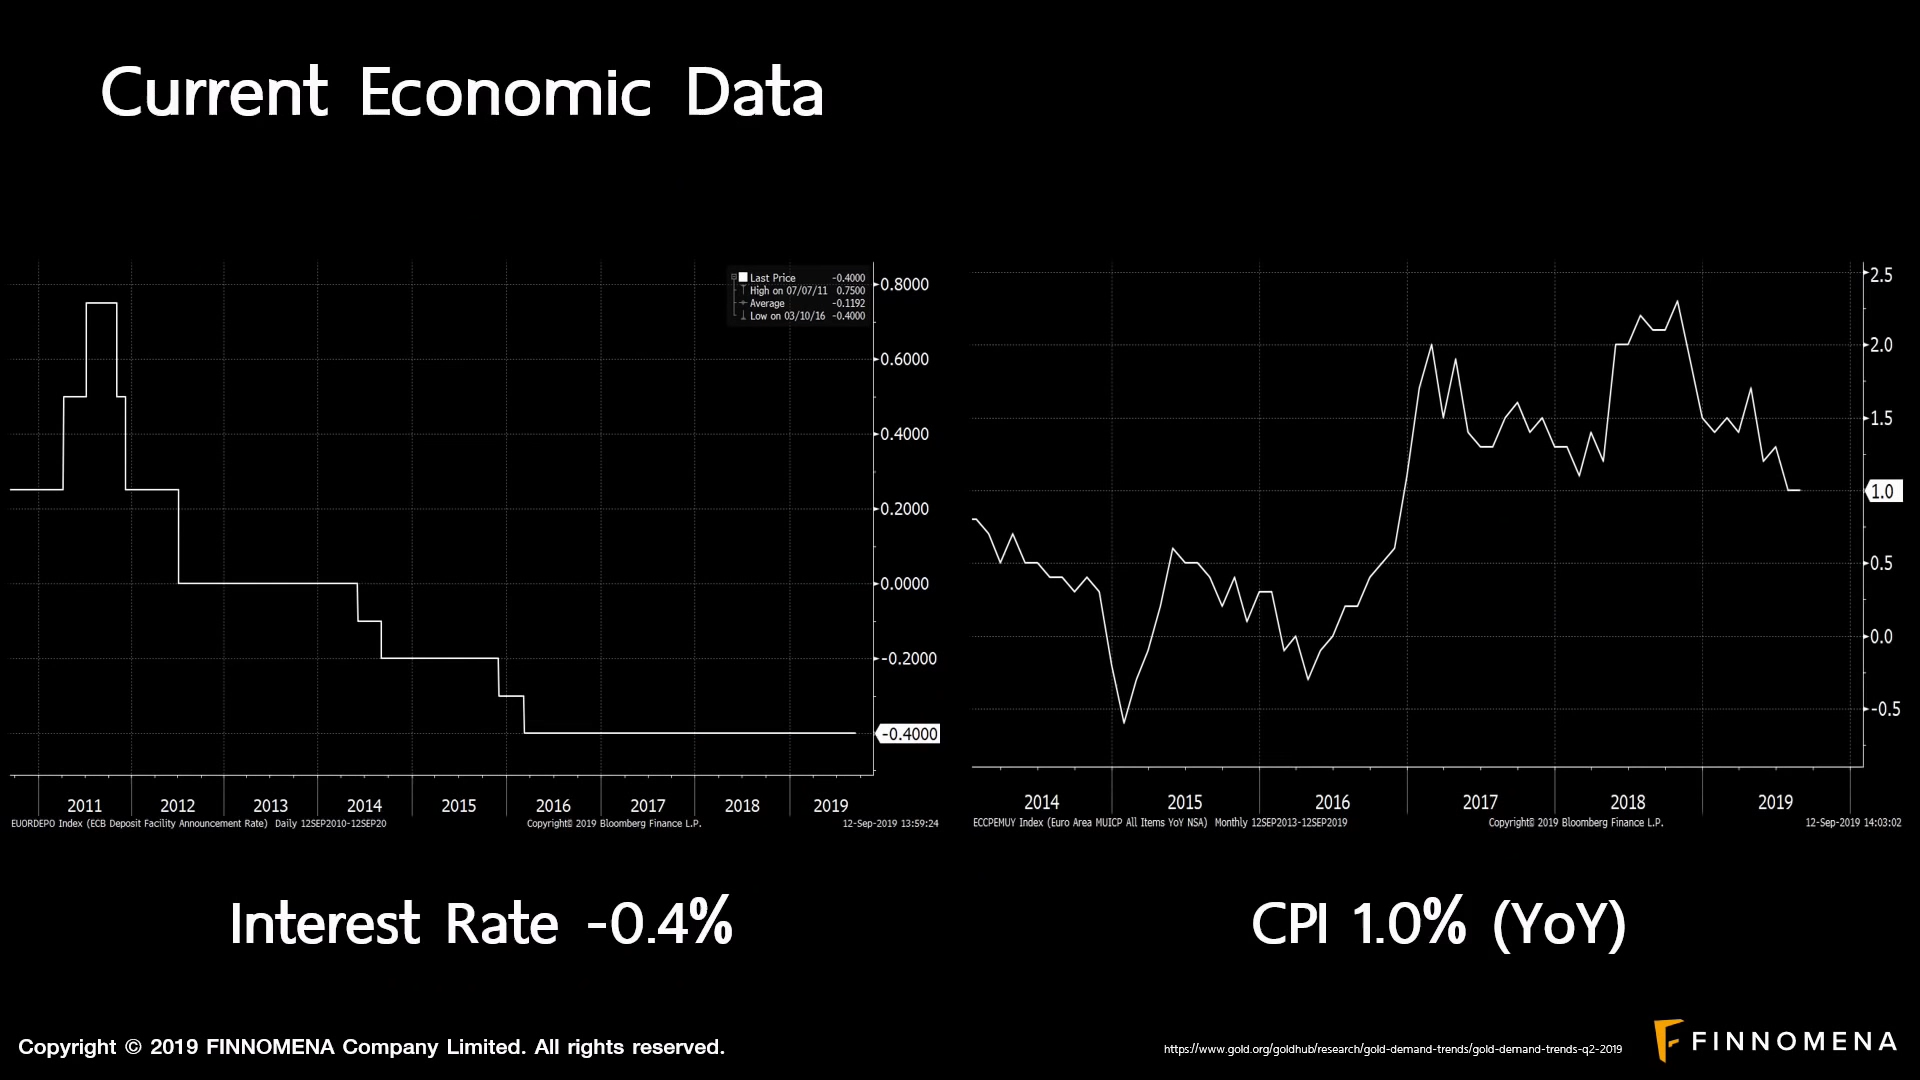 Current Economic Data
Last Price -0.4000
High on 07/07/11 0.7500
Average -0.1192
Low on 03/10/16 -0.4000
0.8000
0.6000
0.4000
0.2000
0.0000
-0.2000
-0.4000
2011 2012 2013 2014 2015 2016 2017 2018 2019
EUORDEPO Index (ECB Deposit Facility Announcement Rate) Daily 12SEP2010-12SEP20 Copyright© 2019 Bloomberg Finance L.P. 12-Sep-2019 13:59:24
2.5
2.0
1.5
1.0
0.5
0.0
-0.5
2014 2015 2016 2017 2018 2019
ECCPEMUY Index (Euro Area MUICP All Items YoY NSA) Monthly 12SEP2013-12SEP2019 Copyright© 2019 Bloomberg Finance L.P. 12-Sep-2019 14:03:02
Interest Rate -0.4%
CPI 1.0% (YoY)
Copyright © 2019 FINNOMENA Company Limited. All rights reserved.
https://www.gold.org/goldhub/research/gold-demand-trends/gold-demand-trends-q2-2019
FINNOMENA